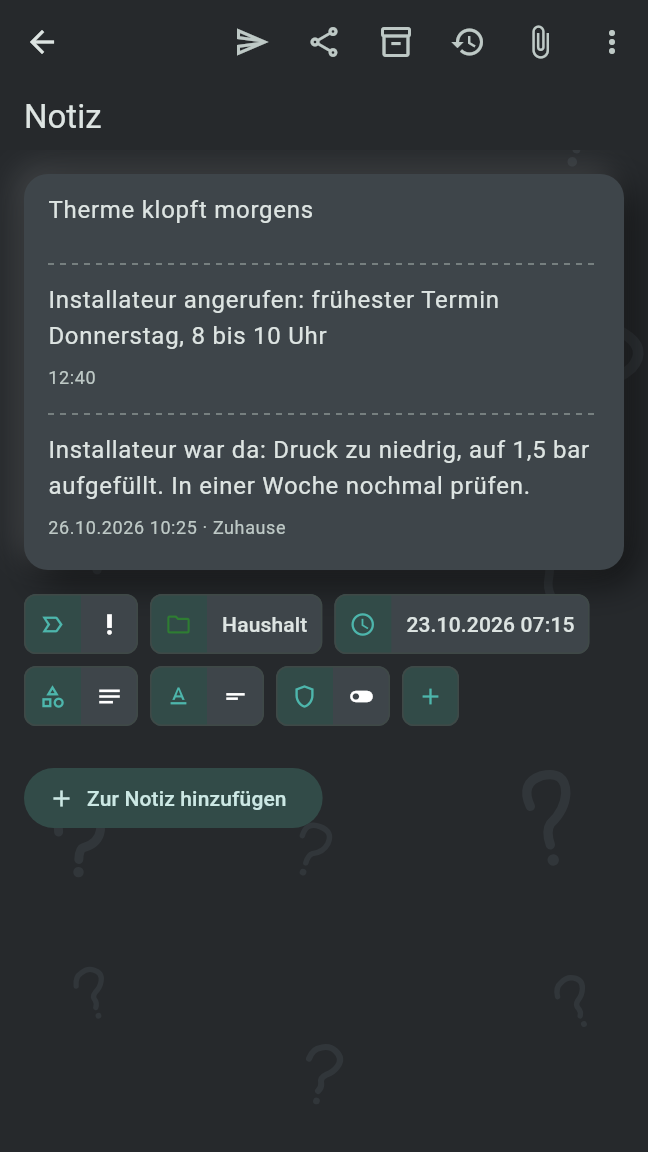 Notiz
Therme klopft morgens
Installateur angerufen: frühester Termin
Donnerstag, 8 bis 10 Uhr
12:40
Installateur war da: Druck zu niedrig, auf 1,5 bar
aufgefüllt. In einer Woche nochmal prüfen.
26.10.2026 10:25 · Zuhause
Haushalt
23.10.2026 07:15
Zur Notiz hinzufügen